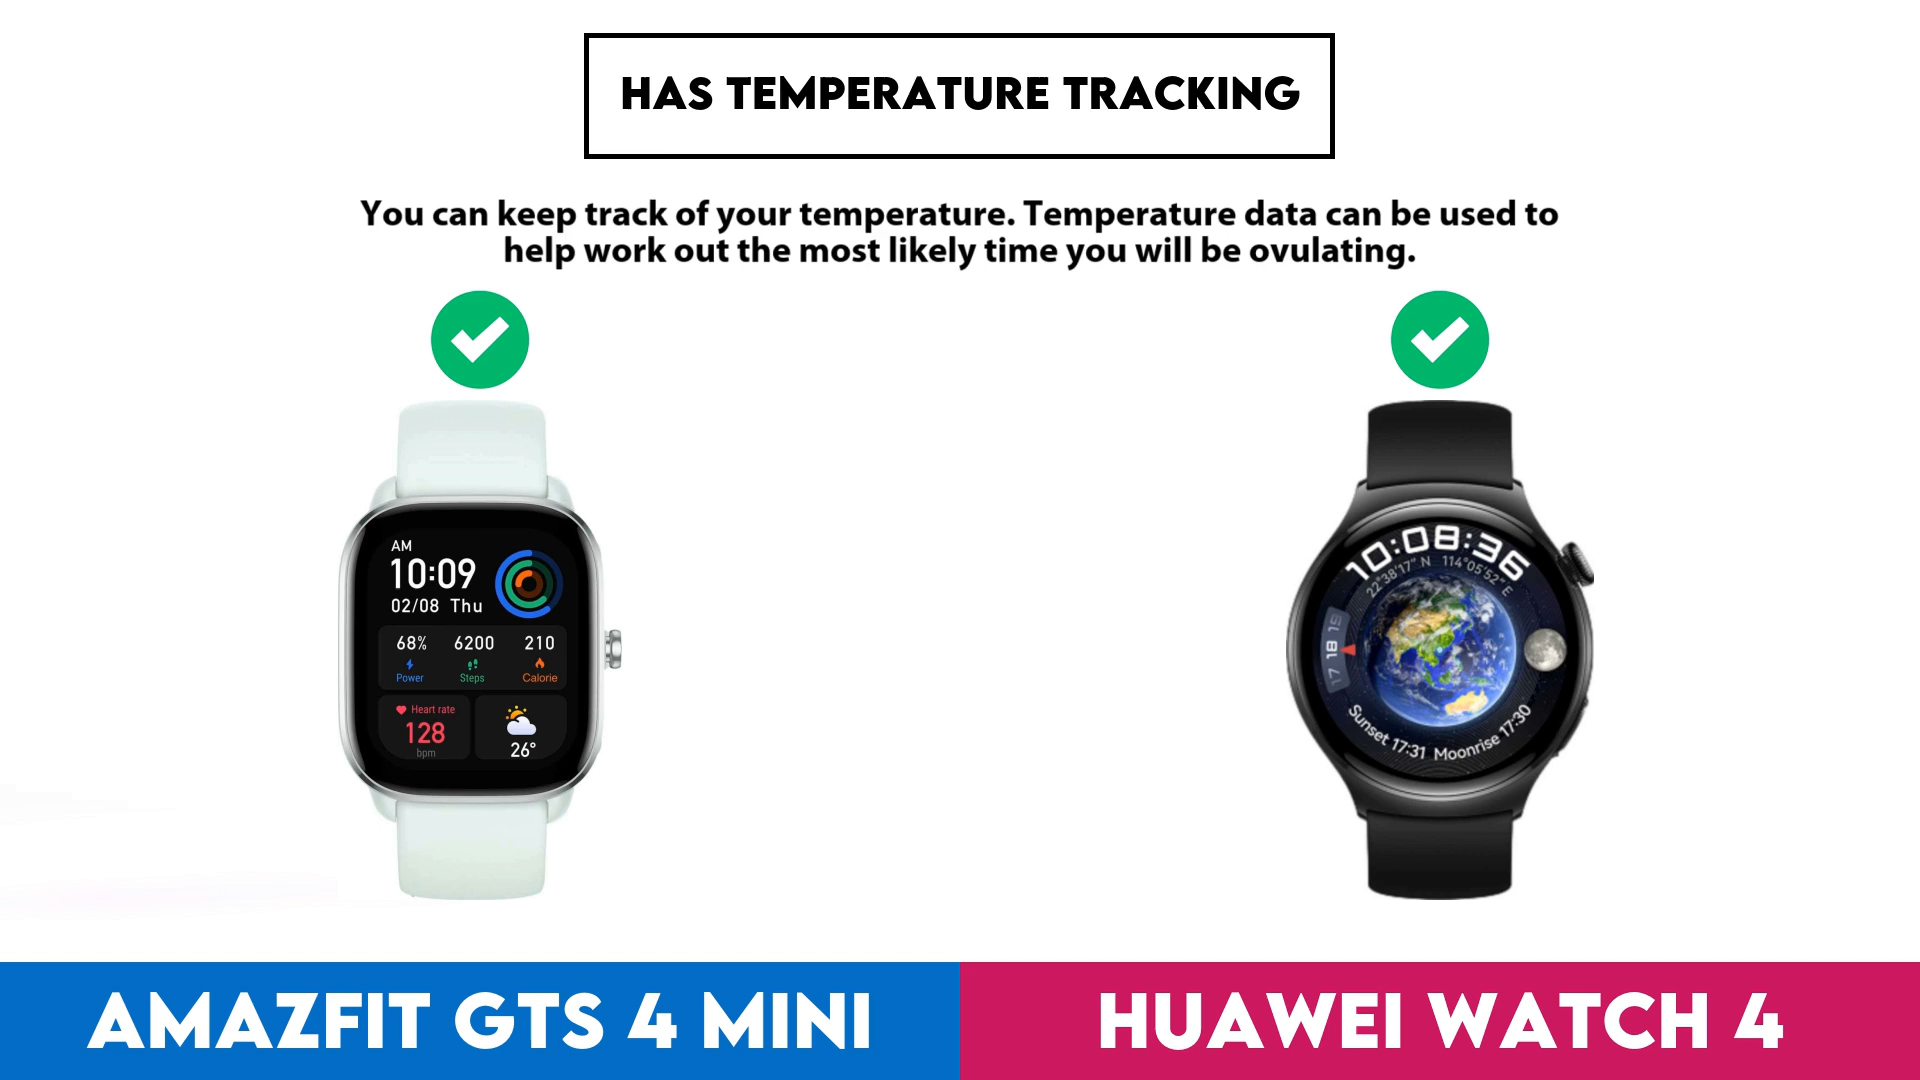 HAS TEMPERATURE TRACKING
You can keep track of your temperature. Temperature data can be used to
help work out the most likely time you will be ovulating.
AM
10:09
02/08 Thu
68% 6200 210
Power Steps Calorie
Heart rate
128
bpm
26°
10:08:36
22°38'17" N 114°05'52" E
17 18 19
Sunset 17:31 Moonrise 17:30
AMAZFIT GTS 4 MINI
HUAWEI WATCH 4